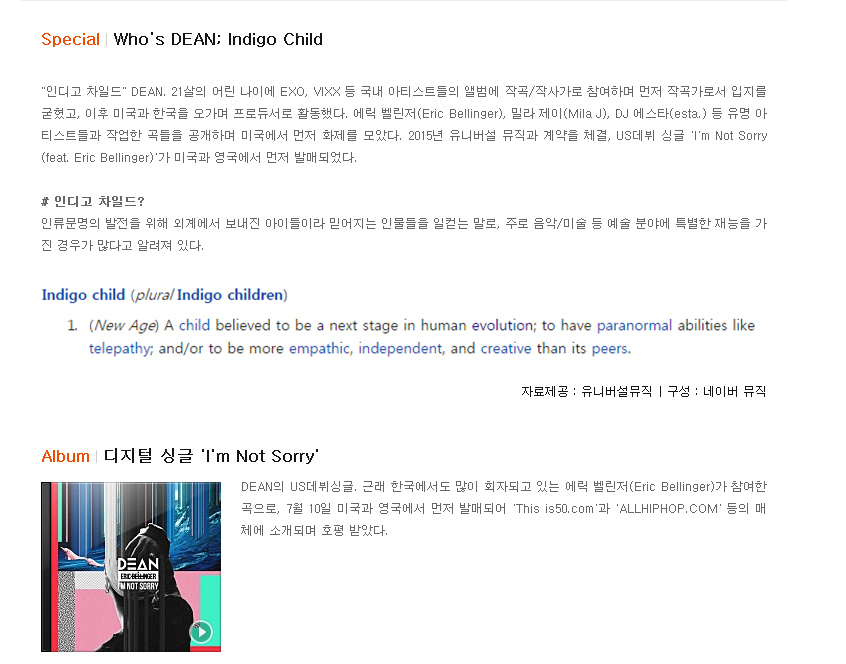 Special | Who's DEAN: Indigo Child
"인디고 차일드" DEAN. 21살의 어린 나이에 EXO, VIXX 등 국내 아티스트들의 앨범에 작곡/작사가로 참여하며 먼저 작곡가로서 입지를
굳혔고, 이후 미국과 한국을 오가며 프로듀서로 활동했다. 에릭 벨린저(Eric Bellinger), 밀라 제이(Mila J), DJ 에스타(esta.) 등 유명 아
티스트들과 작업한 곡들을 공개하며 미국에서 먼저 화제를 모았다. 2015년 유니버설 뮤직과 계약을 체결, US데뷔 싱글 'I'm Not Sorry
(feat. Eric Bellinger)'가 미국과 영국에서 먼저 발매되었다.
# 인디고 차일드?
인류문명의 발전을 위해 외계에서 보내진 아이들이라 믿어지는 인물들을 일컫는 말로, 주로 음악/미술 등 예술 분야에 특별한 재능을 가
진 경우가 많다고 알려져 있다.
Indigo child (plural Indigo children)
1. (New Age) A child believed to be a next stage in human evolution; to have paranormal abilities like
telepathy; and/or to be more empathic, independent, and creative than its peers.
자료제공 : 유니버설뮤직 | 구성 : 네이버 뮤직
Album | 디지털 싱글 'I'm Not Sorry'
DEAN의 US데뷔싱글. 근래 한국에서도 많이 회자되고 있는 에릭 벨린저(Eric Bellinger)가 참여한
곡으로, 7월 10일 미국과 영국에서 먼저 발매되어 'This is50.com'과 'ALLHIPHOP.COM' 등의 매
체에 소개되며 호평 받았다.
DEAN
ERIC BELLINGER
I'M NOT SORRY